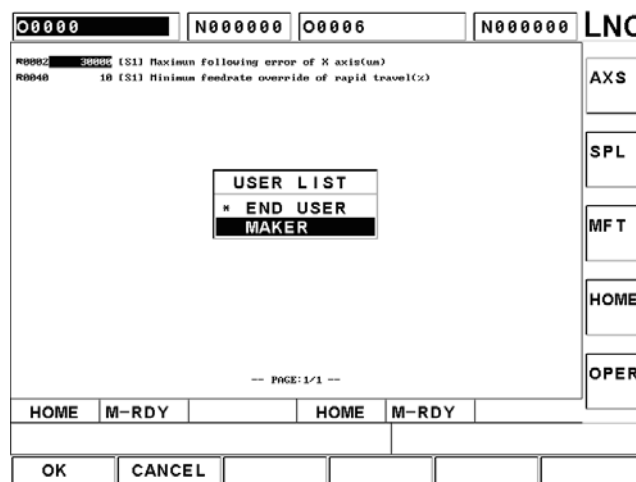 O0000 N000000 O0006 N000000 LNC
R0002 30000 [S1] Maximun following error of X axis(um)
R0040 10 [S1] Minimum feedrate override of rapid travel(%)
AXS
SPL
USER LIST
* END USER
MAKER
MFT
HOME
-- PAGE:1/1 --
OPER
HOME M-RDY HOME M-RDY
OK CANCEL